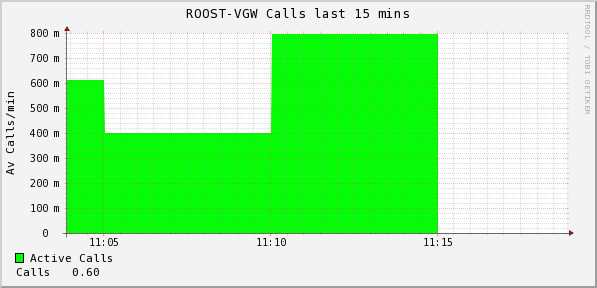 ROOST-VGW Calls last 15 mins
RRDTOOL / TOBI OETIKER
Av Calls/min
800 m
700 m
600 m
500 m
400 m
300 m
200 m
100 m
0
11:05 11:10 11:15
Active Calls
Calls 0.60